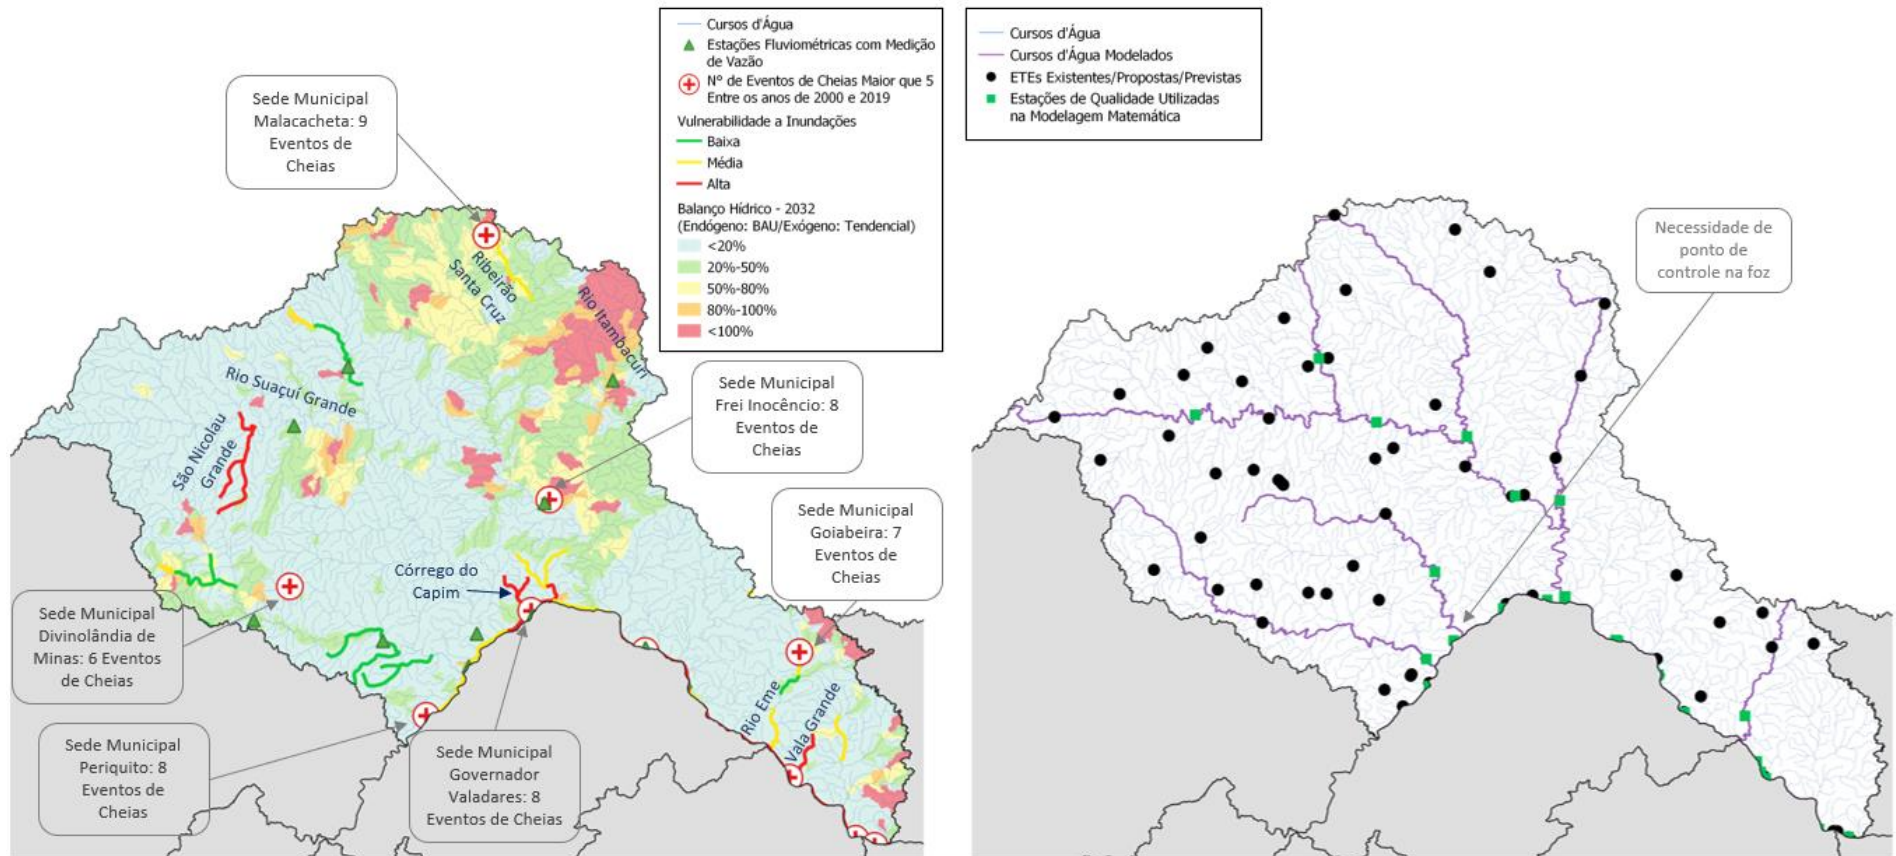 Cursos d'Água
Estações Fluviométricas com Medição
de Vazão
N° de Eventos de Cheias Maior que 5
Entre os anos de 2000 e 2019
Vulnerabilidade a Inundações
Baixa
Média
Alta
Balanço Hídrico - 2032
(Endógeno: BAU/Exógeno: Tendencial)
<20%
20%-50%
50%-80%
80%-100%
<100%
Sede Municipal
Malacacheta: 9
Eventos de
Cheias
Ribeirão
Santa Cruz
Rio Itambacuri
Rio Suaçuí Grande
São Nicolau
Grande
Sede Municipal
Frei Inocêncio: 8
Eventos de
Cheias
Sede Municipal
Goiabeira: 7
Eventos de
Cheias
Córrego do
Capim
Sede Municipal
Divinolândia de
Minas: 6 Eventos
de Cheias
Rio Eme
Vala Grande
Sede Municipal
Periquito: 8
Eventos de
Cheias
Sede Municipal
Governador
Valadares: 8
Eventos de Cheias
Cursos d'Água
Cursos d'Água Modelados
ETEs Existentes/Propostas/Previstas
Estações de Qualidade Utilizadas
na Modelagem Matemática
Necessidade de
ponto de
controle na foz